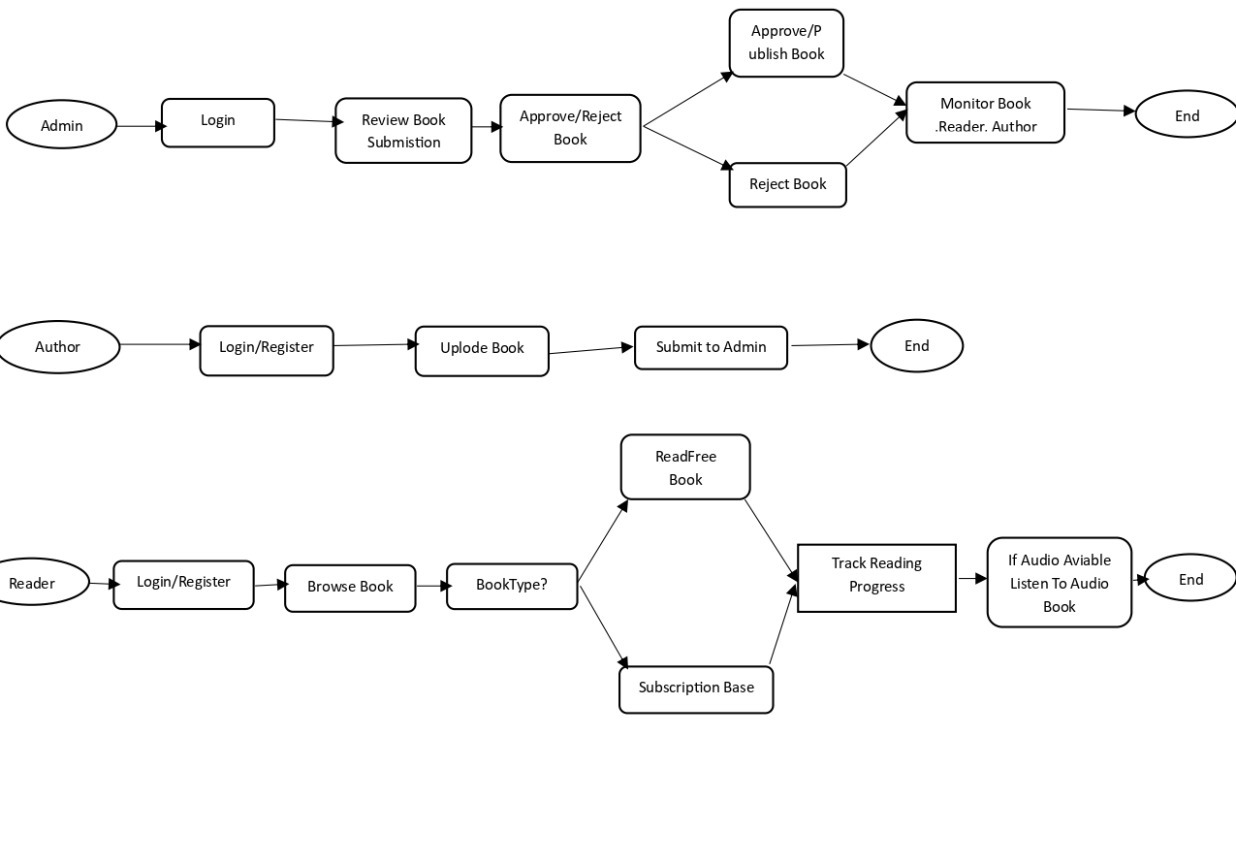 Admin
Login
Review Book
Submistion
Approve/Reject
Book
Approve/P
ublish Book
Reject Book
Monitor Book
.Reader. Author
End
Author
Login/Register
Uplode Book
Submit to Admin
End
Reader
Login/Register
Browse Book
BookType?
ReadFree
Book
Subscription Base
Track Reading
Progress
If Audio Aviable
Listen To Audio
Book
End